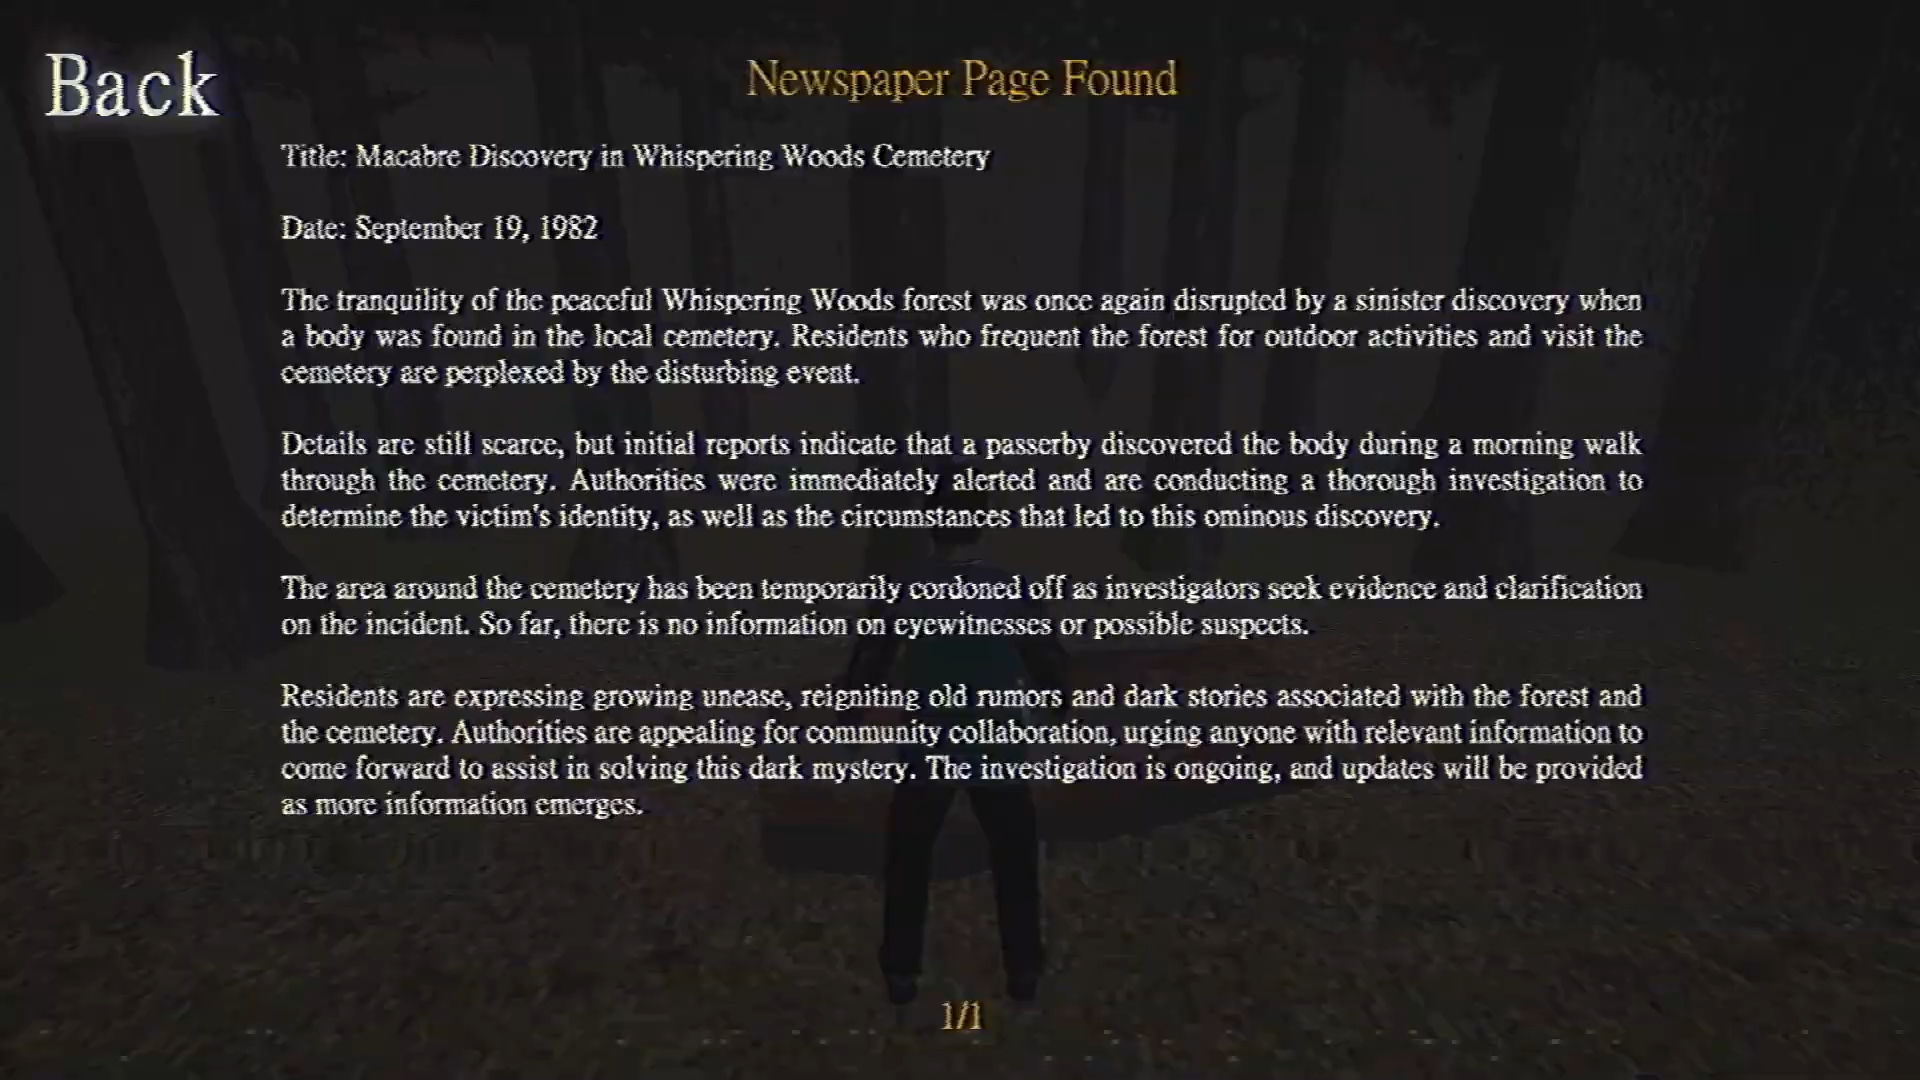 Back
Newspaper Page Found
Title: Macabre Discovery in Whispering Woods Cemetery
Date: September 19, 1982
The tranquility of the peaceful Whispering Woods forest was once again disrupted by a sinister discovery when
a body was found in the local cemetery. Residents who frequent the forest for outdoor activities and visit the
cemetery are perplexed by the disturbing event.
Details are still scarce, but initial reports indicate that a passerby discovered the body during a morning walk
through the cemetery. Authorities were immediately alerted and are conducting a thorough investigation to
determine the victim's identity, as well as the circumstances that led to this ominous discovery.
The area around the cemetery has been temporarily cordoned off as investigators seek evidence and clarification
on the incident. So far, there is no information on eyewitnesses or possible suspects.
Residents are expressing growing unease, reigniting old rumors and dark stories associated with the forest and
the cemetery. Authorities are appealing for community collaboration, urging anyone with relevant information to
come forward to assist in solving this dark mystery. The investigation is ongoing, and updates will be provided
as more information emerges.
1/1